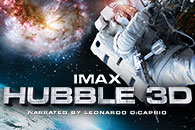 IMAX
HUBBLE 3D
NARRATED BY LEONARDO DiCAPRIO